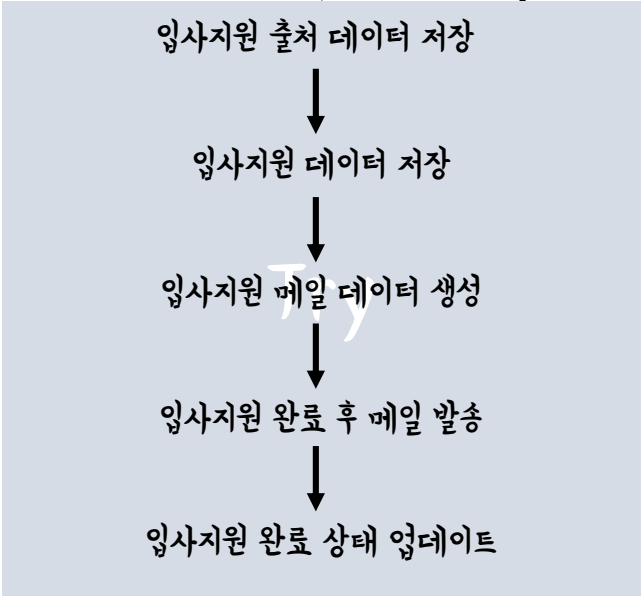 입사지원 출처 데이터 저장
입사지원 데이터 저장
Try
입사지원 메일 데이터 생성
입사지원 완료 후 메일 발송
입사지원 완료 상태 업데이트